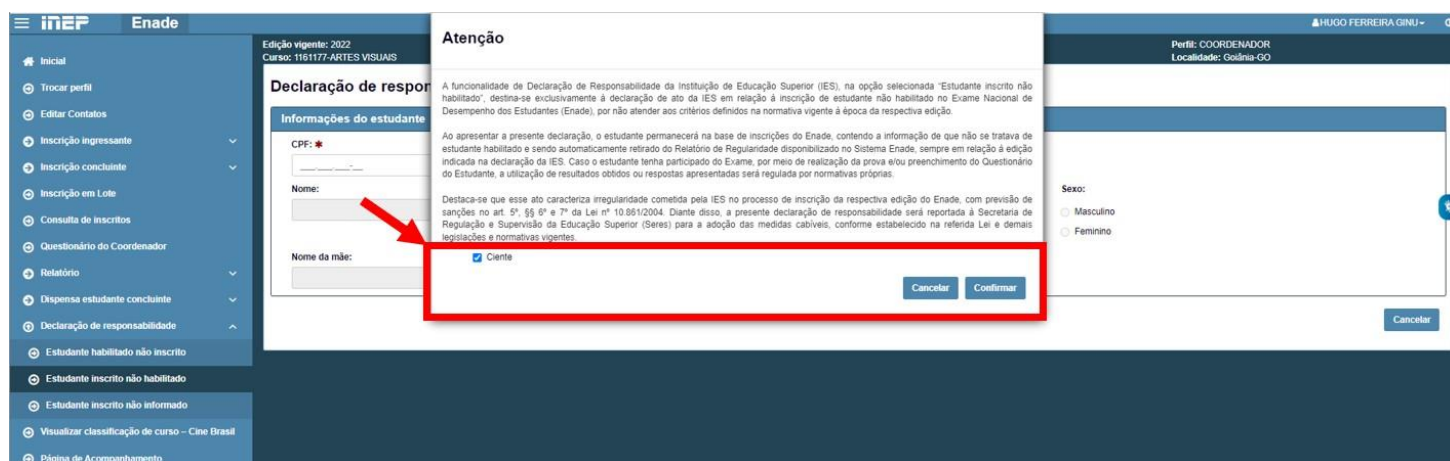 inep Enade
HUGO FERREIRA GINU
Edição vigente: 2022
Curso: 1161177-ARTES VISUAIS
Perfil: COORDENADOR
Localidade: Goiânia-GO
Inicial
Trocar perfil
Editar Contatos
Inscrição ingressante
Inscrição concluinte
Inscrição em Lote
Consulta de inscritos
Questionário do Coordenador
Relatório
Dispensa estudante concluinte
Declaração de responsabilidade
Estudante habilitado não inscrito
Estudante inscrito não habilitado
Estudante inscrito não informado
Visualizar classificação de curso – Cine Brasil
Página de Acompanhamento
Declaração de respon
Informações do estudante
CPF: *
___.___.___-__
Nome:
Nome da mãe:
Sexo:
Masculino
Feminino
Cancelar
Atenção
A funcionalidade de Declaração de Responsabilidade da Instituição de Educação Superior (IES), na opção selecionada "Estudante inscrito não
habilitado", destina-se exclusivamente à declaração de ato da IES em relação à inscrição de estudante não habilitado no Exame Nacional de
Desempenho dos Estudantes (Enade), por não atender aos critérios definidos na normativa vigente à época da respectiva edição.
Ao apresentar a presente declaração, o estudante permanecerá na base de inscrições do Enade, contendo a informação de que não se tratava de
estudante habilitado e sendo automaticamente retirado do Relatório de Regularidade disponibilizado no Sistema Enade, sempre em relação à edição
indicada na declaração da IES. Caso o estudante tenha participado do Exame, por meio de realização da prova e/ou preenchimento do Questionário
do Estudante, a utilização de resultados obtidos ou respostas apresentadas será regulada por normativas próprias.
Destaca-se que esse ato caracteriza irregularidade cometida pela IES no processo de inscrição da respectiva edição do Enade, com previsão de
sanções no art. 5º, §§ 6º e 7º da Lei nº 10.861/2004. Diante disso, a presente declaração de responsabilidade será reportada à Secretaria de
Regulação e Supervisão da Educação Superior (Seres) para a adoção das medidas cabíveis, conforme estabelecido na referida Lei e demais
legislações e normativas vigentes.
Ciente
Cancelar Confirmar